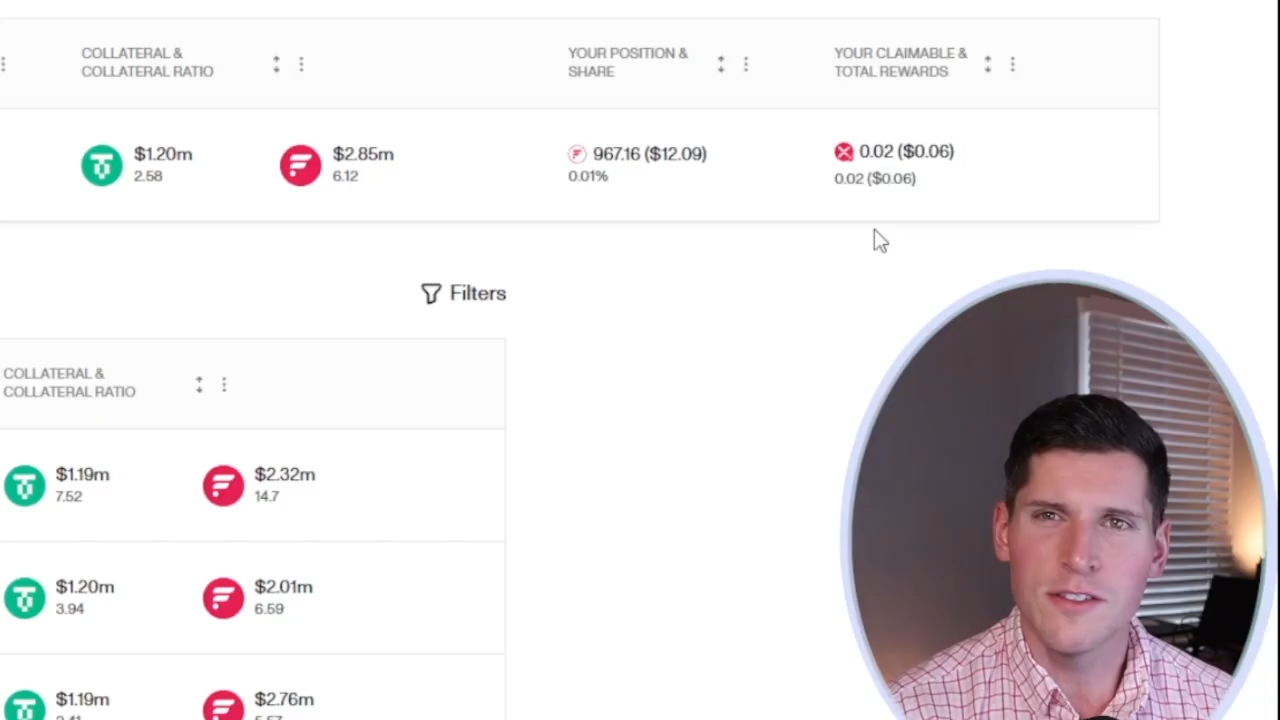 COLLATERAL &
COLLATERAL RATIO
YOUR POSITION &
SHARE
YOUR CLAIMABLE &
TOTAL REWARDS
$1.20m
2.58
$2.85m
6.12
967.16 ($12.09)
0.01%
0.02 ($0.06)
0.02 ($0.06)
Filters
COLLATERAL &
COLLATERAL RATIO
$1.19m
7.52
$2.32m
14.7
$1.20m
3.94
$2.01m
6.59
$1.19m
$2.76m